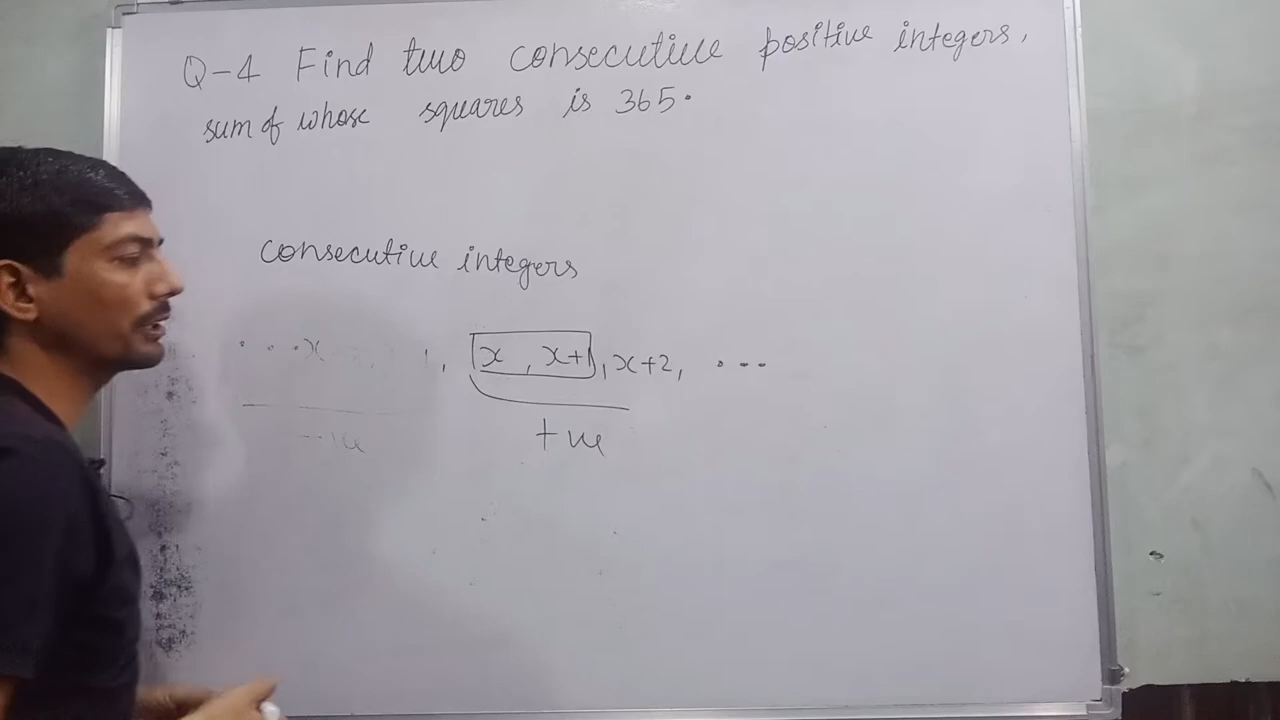 Q-4 Find two consecutive positive integers,
sum of whose squares is 365.
consecutive integers
...x , x , x+1, x+2, ...
+ve